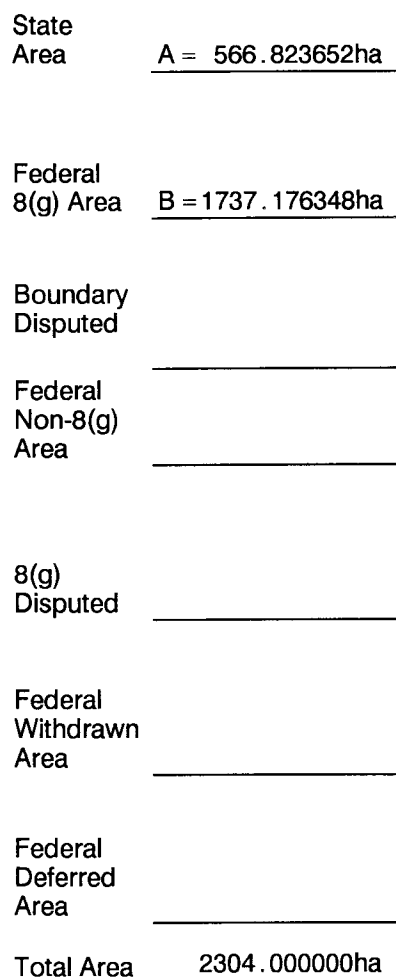 State
Area A = 566.823652ha
Federal
8(g) Area B =1737.176348ha
Boundary
Disputed
Federal
Non-8(g)
Area
8(g)
Disputed
Federal
Withdrawn
Area
Federal
Deferred
Area
Total Area 2304.000000ha